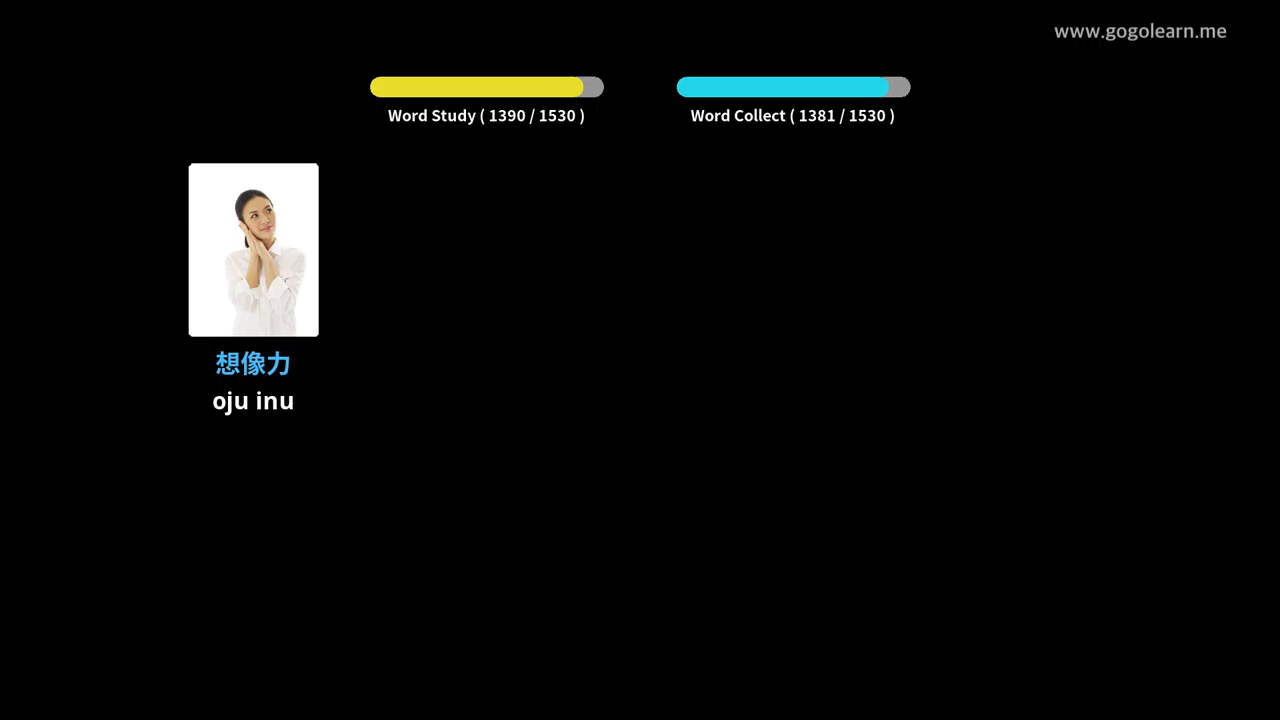 www.gogolearn.me
Word Study ( 1390 / 1530 )
Word Collect ( 1381 / 1530 )
想像力
oju inu